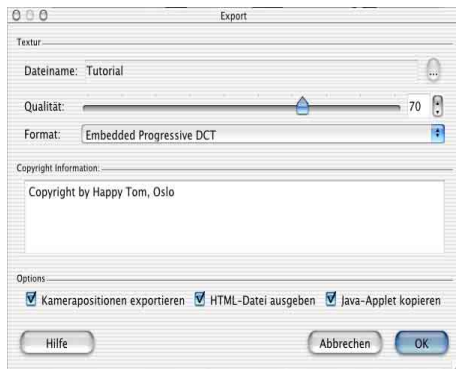 Export
Textur
Dateiname: Tutorial ...
Qualität: 70
Format: Embedded Progressive DCT
Copyright Information:
Copyright by Happy Tom, Oslo
Options
Kamerapositionen exportieren HTML-Datei ausgeben Java-Applet kopieren
Hilfe Abbrechen OK